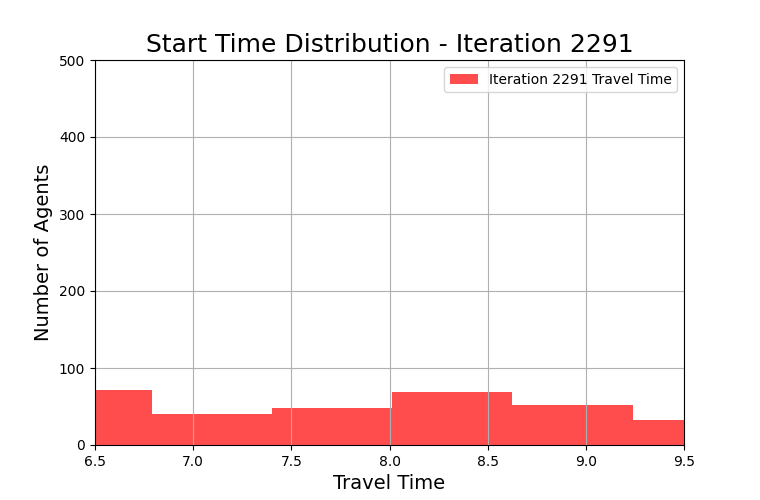 Start Time Distribution - Iteration 2291
Iteration 2291 Travel Time
Number of Agents
500
400
300
200
100
0
6.5 7.0 7.5 8.0 8.5 9.0 9.5
Travel Time